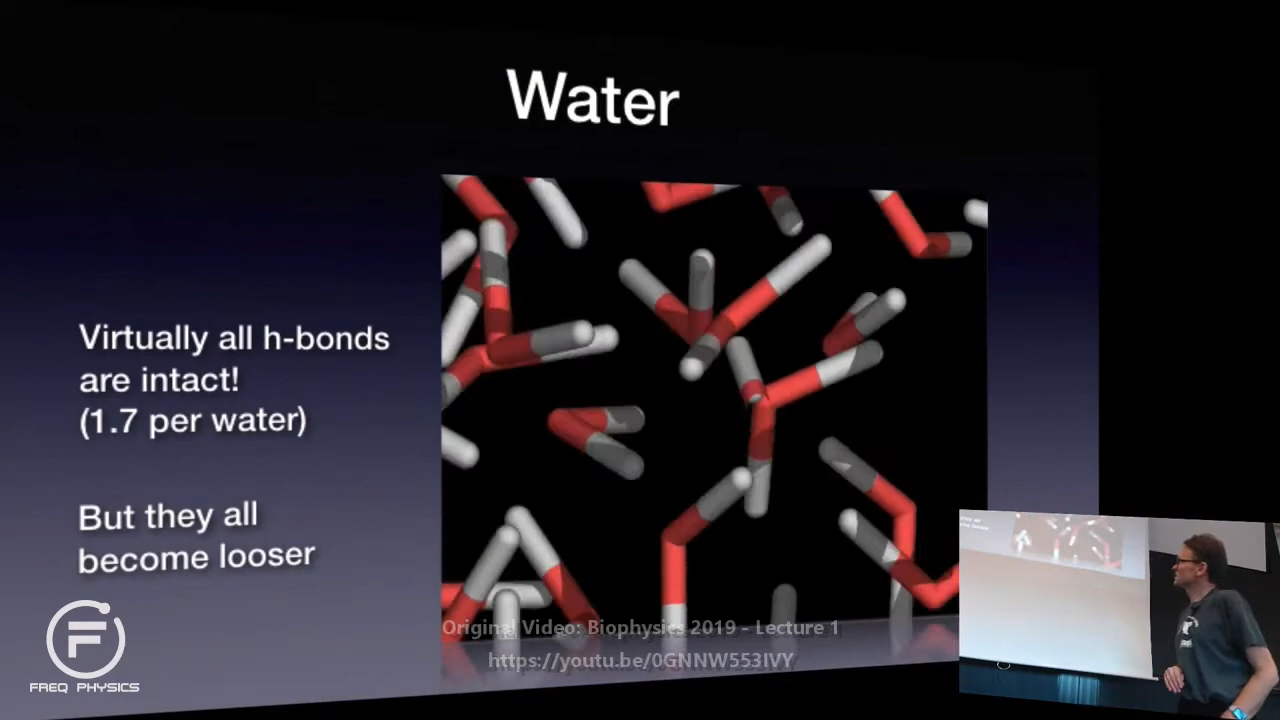 Water
Virtually all h-bonds
are intact!
(1.7 per water)
But they all
become looser
Original Video: Biophysics 2019 - Lecture 1
https://youtu.be/0GNNW553IVY
FREQ PHYSICS